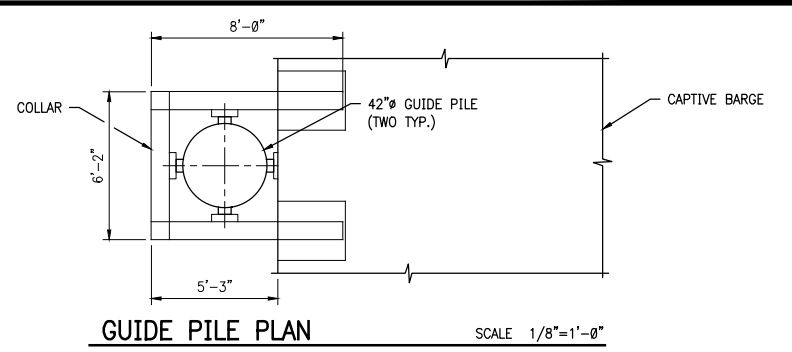 8'-0"
COLLAR
42"ø GUIDE PILE
(TWO TYP.)
CAPTIVE BARGE
6'-2"
5'-3"
GUIDE PILE PLAN
SCALE 1/8"=1'-0"